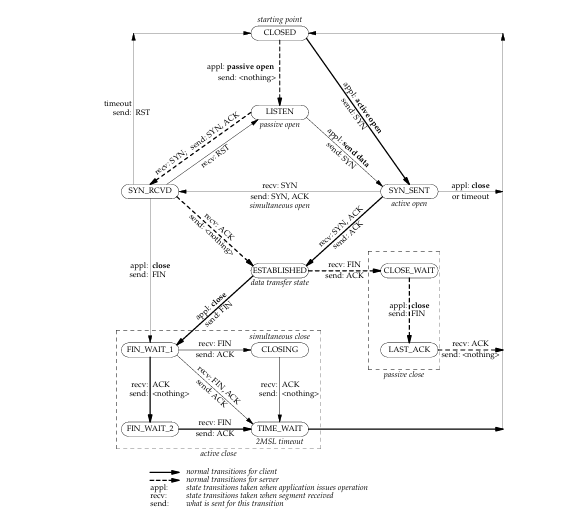 starting point
CLOSED
appl: passive open
send: <nothing>
appl: active open
send: SYN
timeout
send: RST
LISTEN
passive open
recv: SYN; send: SYN, ACK
recv: RST
appl: send data
send: SYN
SYN_RCVD
recv: SYN
send: SYN, ACK
simultaneous open
SYN_SENT
active open
appl: close
or timeout
recv: ACK
send: <nothing>
recv: SYN, ACK
send: ACK
appl: close
send: FIN
ESTABLISHED
data transfer state
recv: FIN
send: ACK
CLOSE_WAIT
appl: close
send: FIN
appl: close
send: FIN
LAST_ACK
recv: ACK
send: <nothing>
passive close
simultaneous close
FIN_WAIT_1
recv: FIN
send: ACK
CLOSING
recv: ACK
send: <nothing>
recv: FIN, ACK
send: ACK
recv: ACK
send: <nothing>
FIN_WAIT_2
recv: FIN
send: ACK
TIME_WAIT
2MSL timeout
active close
normal transitions for client
normal transitions for server
appl: state transitions taken when application issues operation
recv: state transitions taken when segment received
send: what is sent for this transition